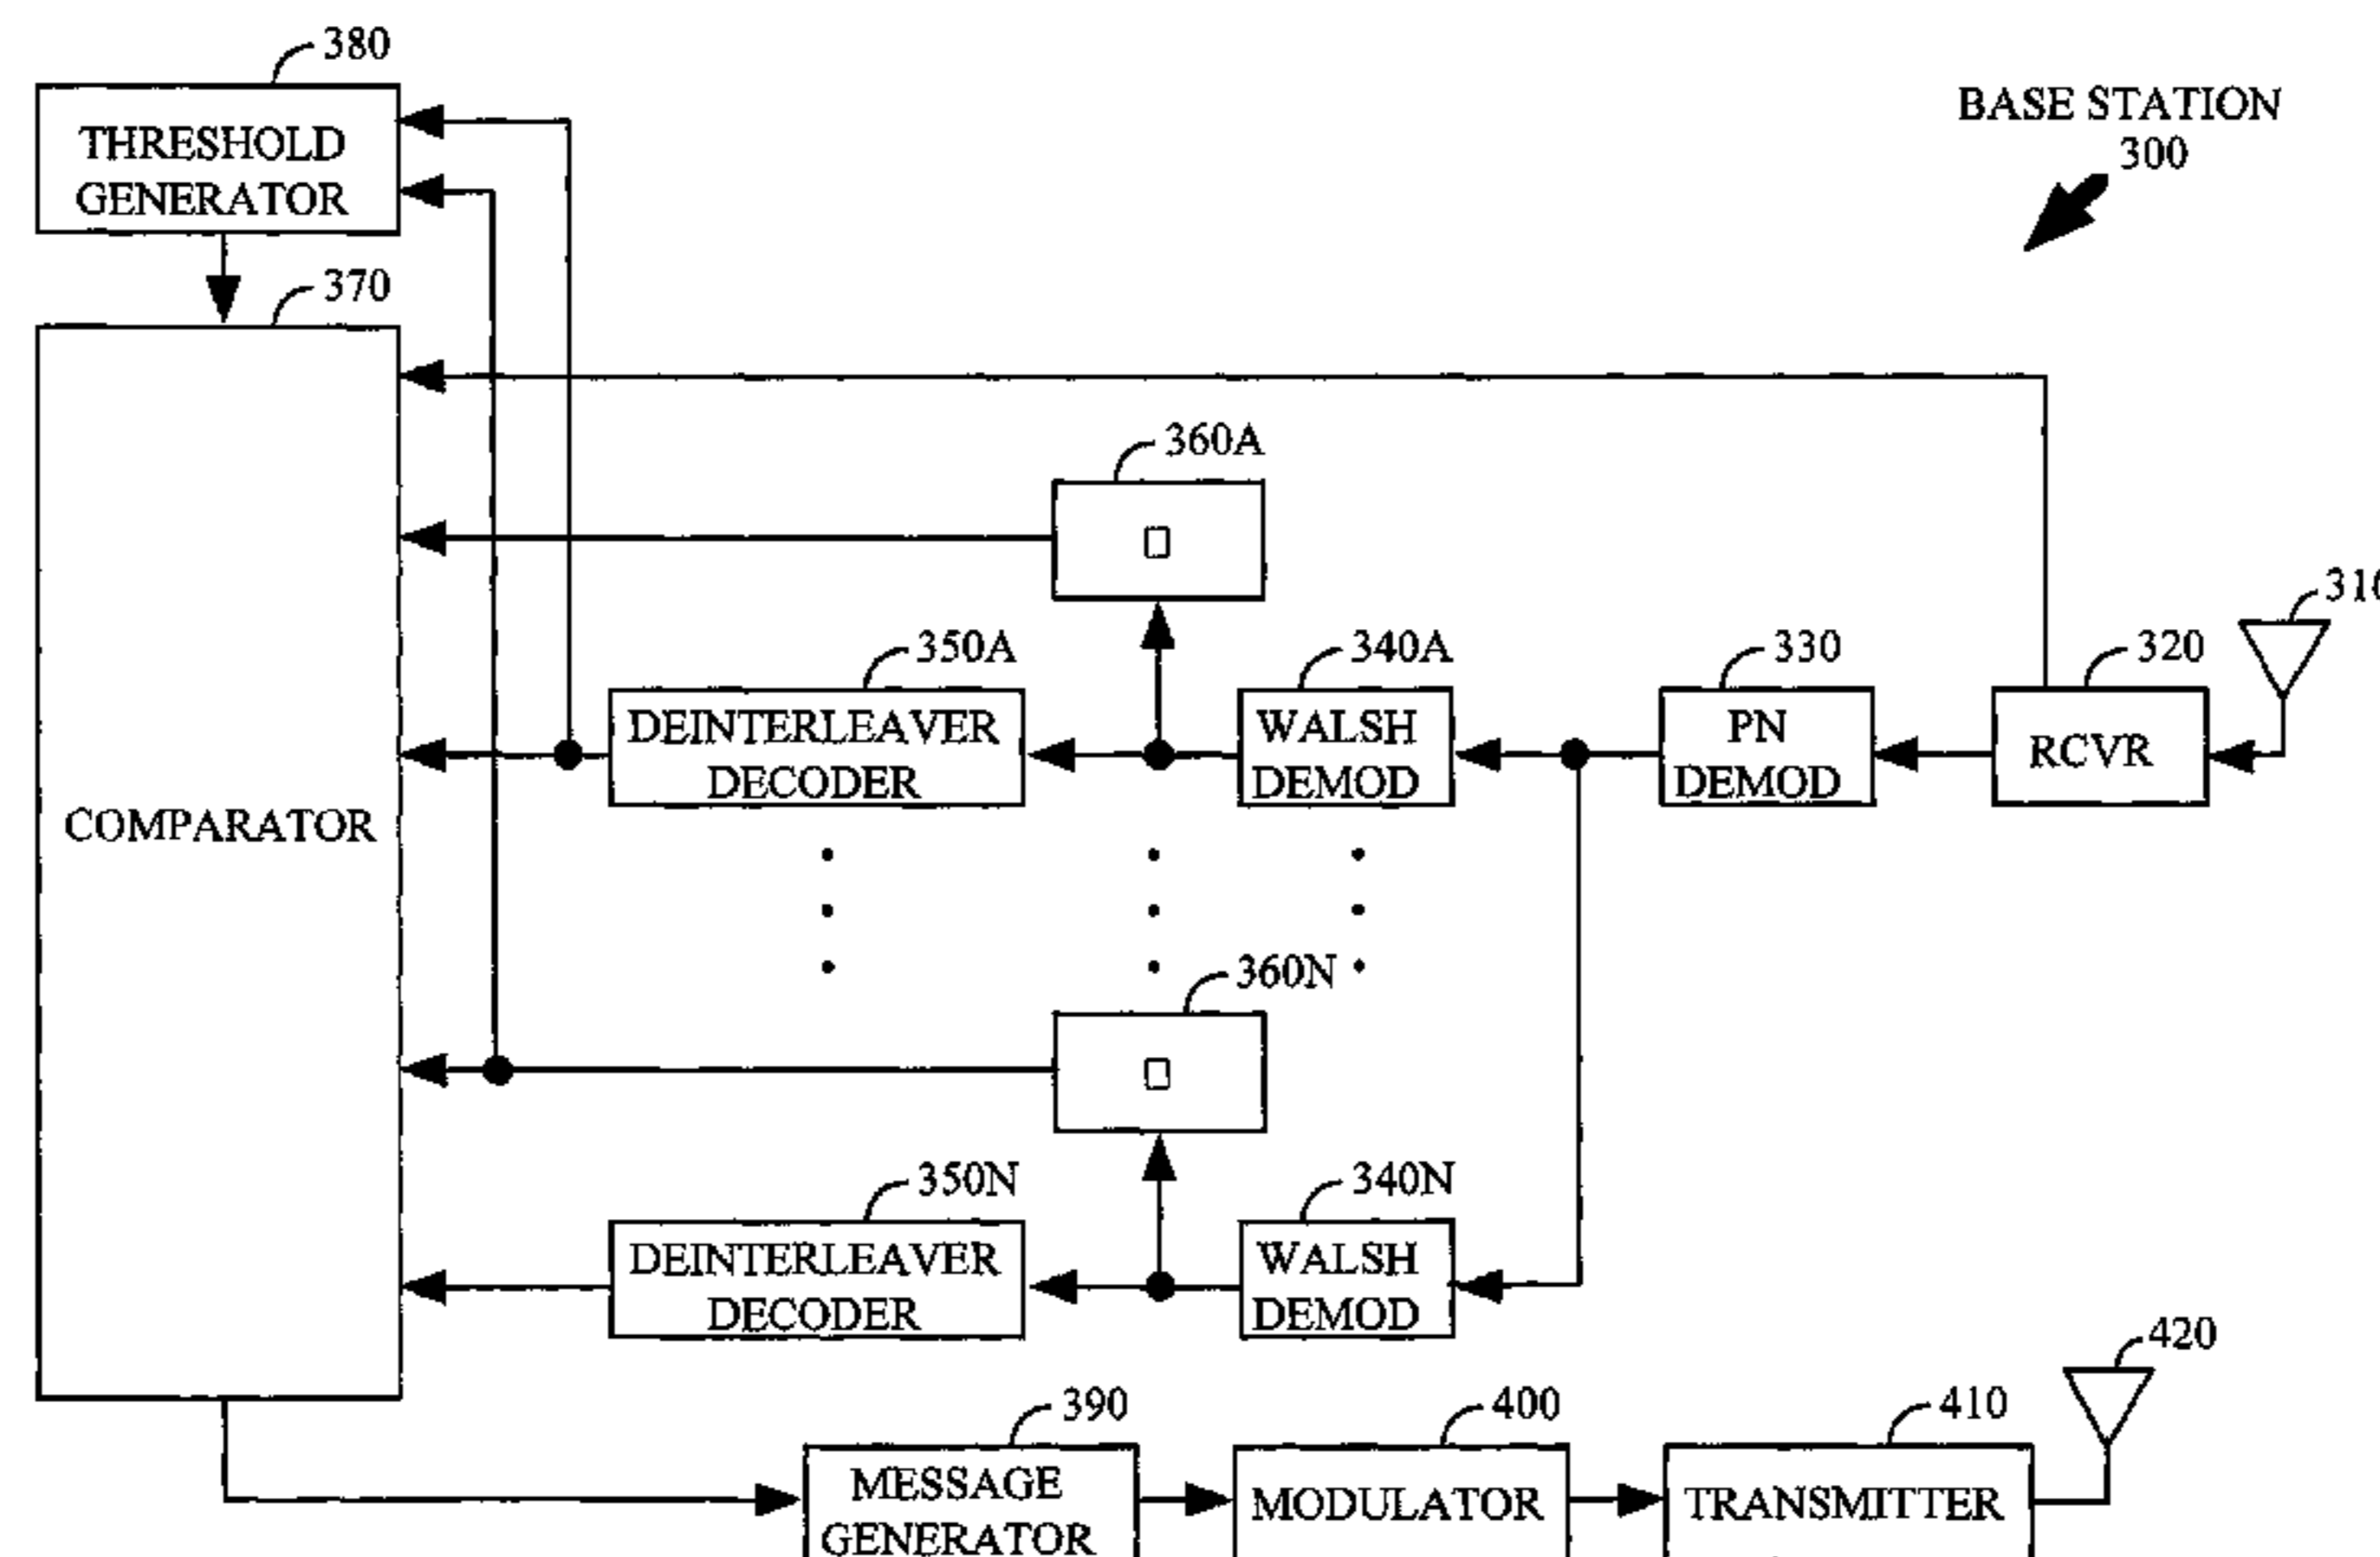 380
THRESHOLD
GENERATOR
BASE STATION
300
370
360A
310
350A
340A
330
320
DEINTERLEAVER
DECODER
WALSH
DEMOD
PN
DEMOD
RCVR
COMPARATOR
360N
350N
340N
DEINTERLEAVER
DECODER
WALSH
DEMOD
420
390
400
410
MESSAGE
GENERATOR
MODULATOR
TRANSMITTER